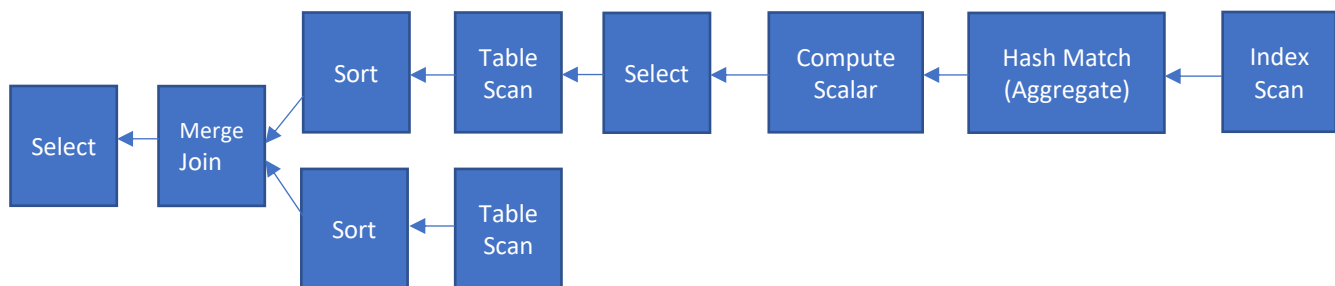 Select
Merge
Join
Sort
Table
Scan
Select
Compute
Scalar
Hash Match
(Aggregate)
Index
Scan
Sort
Table
Scan